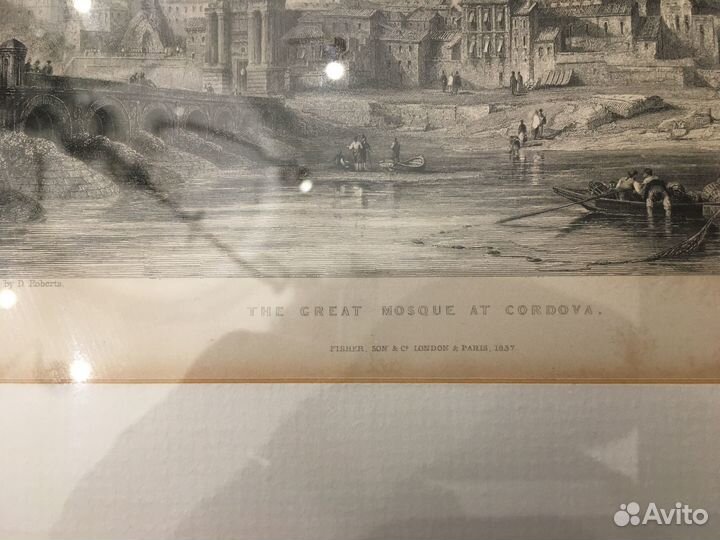 by D. Roberts.
THE GREAT MOSQUE AT CORDOVA.
FISHER, SON & Co. LONDON & PARIS, 1837.
Avito